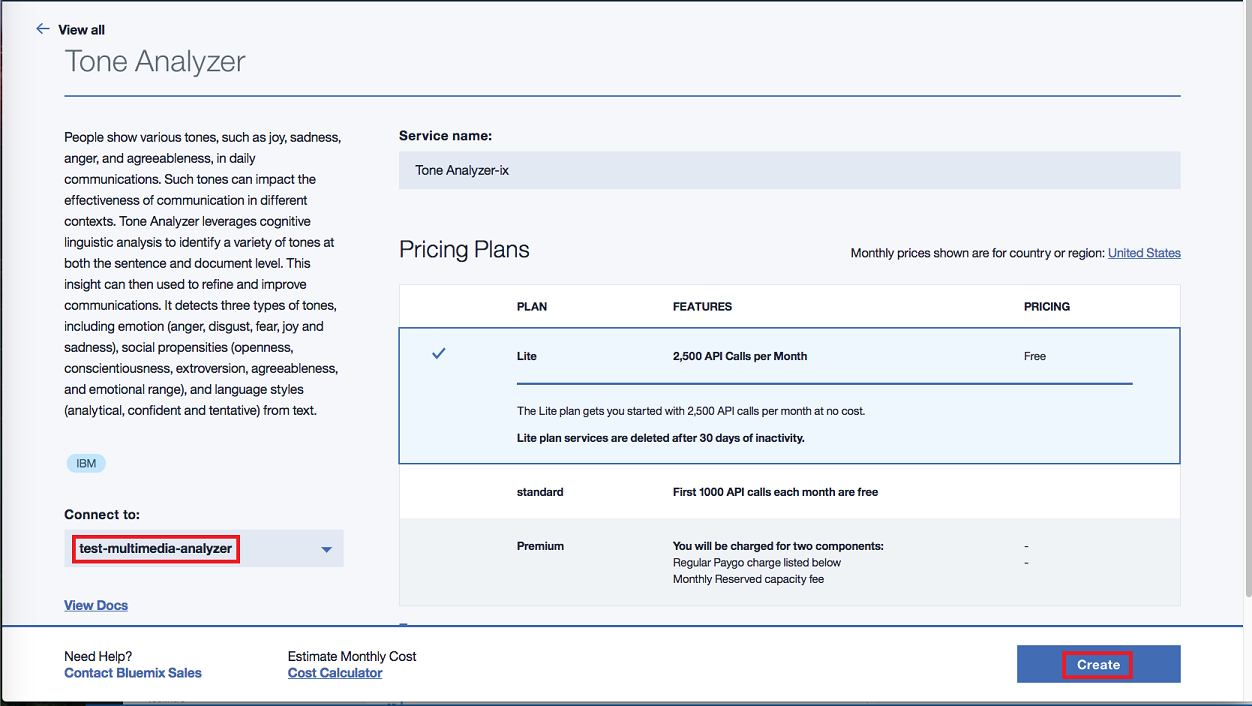 View all
Tone Analyzer
People show various tones, such as joy, sadness,
anger, and agreeableness, in daily
communications. Such tones can impact the
effectiveness of communication in different
contexts. Tone Analyzer leverages cognitive
linguistic analysis to identify a variety of tones at
both the sentence and document level. This
insight can then used to refine and improve
communications. It detects three types of tones,
including emotion (anger, disgust, fear, joy and
sadness), social propensities (openness,
conscientiousness, extroversion, agreeableness,
and emotional range), and language styles
(analytical, confident and tentative) from text.
IBM
Connect to:
test-multimedia-analyzer
View Docs
Service name:
Tone Analyzer-ix
Pricing Plans
Monthly prices shown are for country or region: United States
PLAN FEATURES PRICING
Lite 2,500 API Calls per Month Free
The Lite plan gets you started with 2,500 API calls per month at no cost.
Lite plan services are deleted after 30 days of inactivity.
standard First 1000 API calls each month are free
Premium You will be charged for two components: -
Regular Paygo charge listed below -
Monthly Reserved capacity fee
Need Help?
Contact Bluemix Sales
Estimate Monthly Cost
Cost Calculator
Create